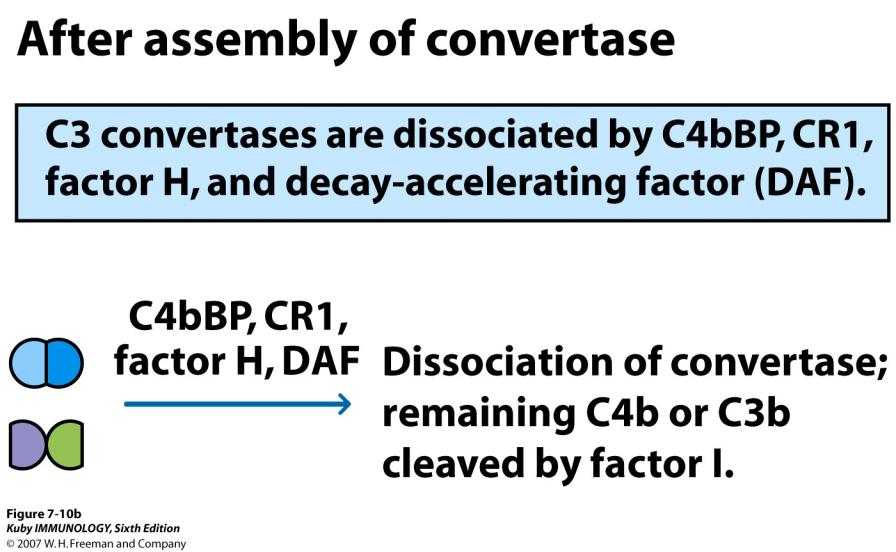 After assembly of convertase
C3 convertases are dissociated by C4bBP, CR1,
factor H, and decay-accelerating factor (DAF).
C4bBP, CR1,
factor H, DAF
Dissociation of convertase;
remaining C4b or C3b
cleaved by factor I.
Figure 7-10b
Kuby IMMUNOLOGY, Sixth Edition
© 2007 W. H. Freeman and Company